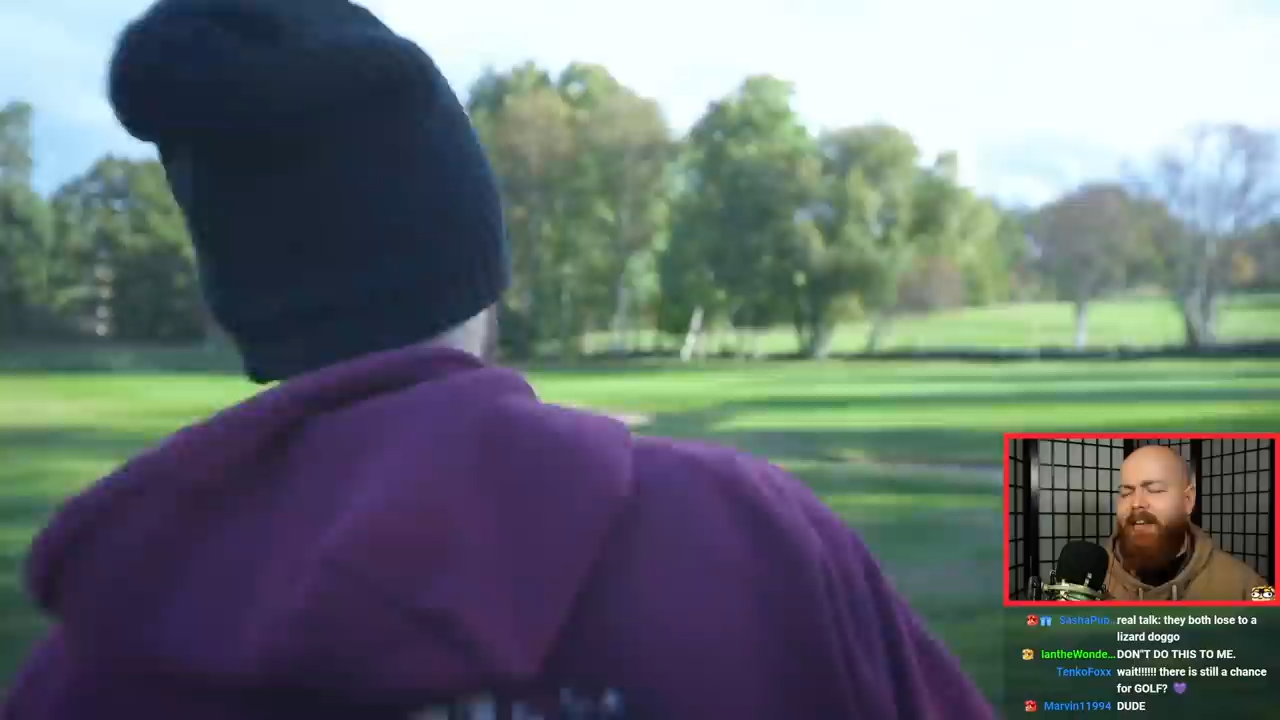 SashaPup.. real talk: they both lose to a
lizard doggo
IantheWonde... DON"T DO THIS TO ME.
TenkoFoxx wait!!!!!! there is still a chance
for GOLF? 💜
Marvin11994 DUDE